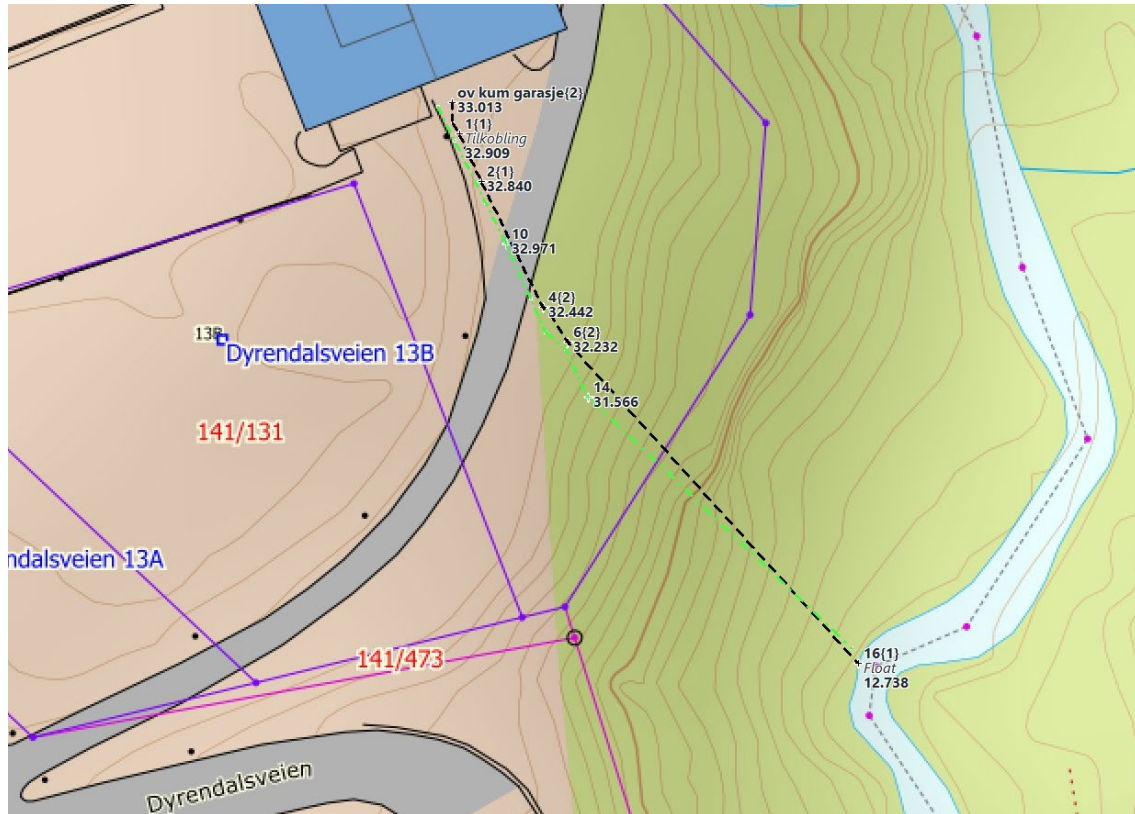 ov kum garasje{2}
33.013
1{1}
Tilkobling
32.909
2{1}
32.840
10
32.971
4{2}
32.442
6{2}
32.232
14
31.566
13B
Dyrendalsveien 13B
141/131
ndalsveien 13A
141/473
16{1}
Float
12.738
Dyrendalsveien